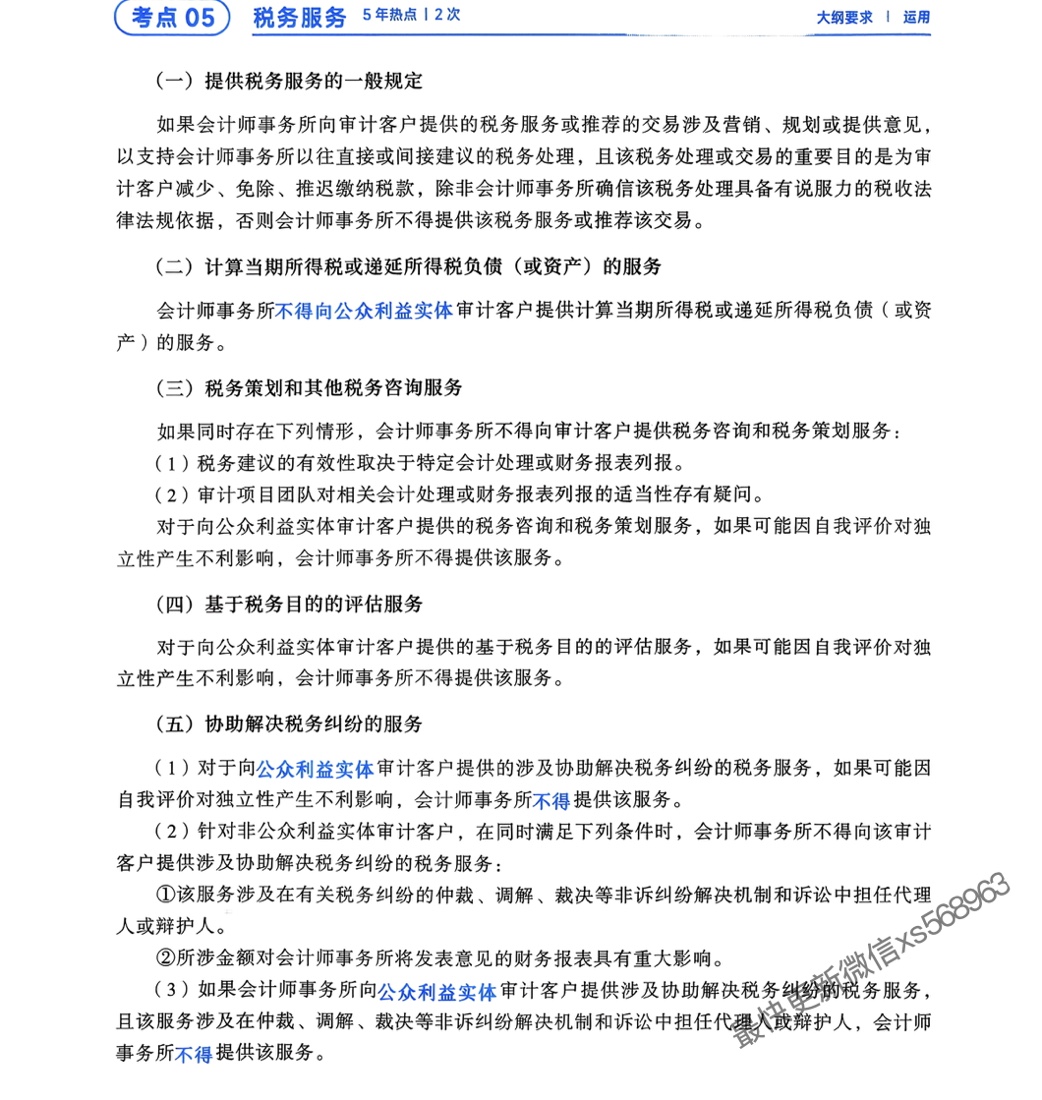 考点 05 税务服务 5 年热点 | 2 次 大纲要求 | 运用
（一）提供税务服务的一般规定
如果会计师事务所向审计客户提供的税务服务或推荐的交易涉及营销、规划或提供意见，
以支持会计师事务所以往直接或间接建议的税务处理，且该税务处理或交易的重要目的是为审
计客户减少、免除、推迟缴纳税款，除非会计师事务所确信该税务处理具备有说服力的税收法
律法规依据，否则会计师事务所不得提供该税务服务或推荐该交易。
（二）计算当期所得税或递延所得税负债（或资产）的服务
会计师事务所不得向公众利益实体审计客户提供计算当期所得税或递延所得税负债（或资
产）的服务。
（三）税务策划和其他税务咨询服务
如果同时存在下列情形，会计师事务所不得向审计客户提供税务咨询和税务策划服务：
（1）税务建议的有效性取决于特定会计处理或财务报表列报。
（2）审计项目团队对相关会计处理或财务报表列报的适当性存有疑问。
对于向公众利益实体审计客户提供的税务咨询和税务策划服务，如果可能因自我评价对独
立性产生不利影响，会计师事务所不得提供该服务。
（四）基于税务目的的评估服务
对于向公众利益实体审计客户提供的基于税务目的的评估服务，如果可能因自我评价对独
立性产生不利影响，会计师事务所不得提供该服务。
（五）协助解决税务纠纷的服务
（1）对于向公众利益实体审计客户提供的涉及协助解决税务纠纷的税务服务，如果可能因
自我评价对独立性产生不利影响，会计师事务所不得提供该服务。
（2）针对非公众利益实体审计客户，在同时满足下列条件时，会计师事务所不得向该审计
客户提供涉及协助解决税务纠纷的税务服务：
①该服务涉及在有关税务纠纷的仲裁、调解、裁决等非诉纠纷解决机制和诉讼中担任代理
人或辩护人。
②所涉金额对会计师事务所将发表意见的财务报表具有重大影响。
（3）如果会计师事务所向公众利益实体审计客户提供涉及协助解决税务纠纷的税务服务，
且该服务涉及在仲裁、调解、裁决等非诉纠纷解决机制和诉讼中担任代理人或辩护人，会计师
事务所不得提供该服务。
最快更新微信xs568963